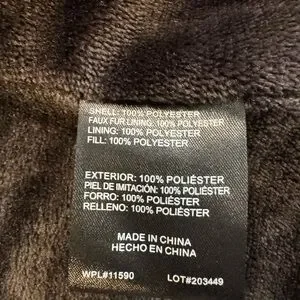 SHELL: 100% POLYESTER
FAUX FUR LINING: 100% POLYESTER
LINING: 100% POLYESTER
FILL: 100% POLYESTER
EXTERIOR: 100% POLIÉSTER
PIEL DE IMITACIÓN: 100% POLIÉSTER
FORRO: 100% POLIÉSTER
RELLENO: 100% POLIÉSTER
MADE IN CHINA
HECHO EN CHINA
WPL#11590 LOT#203449